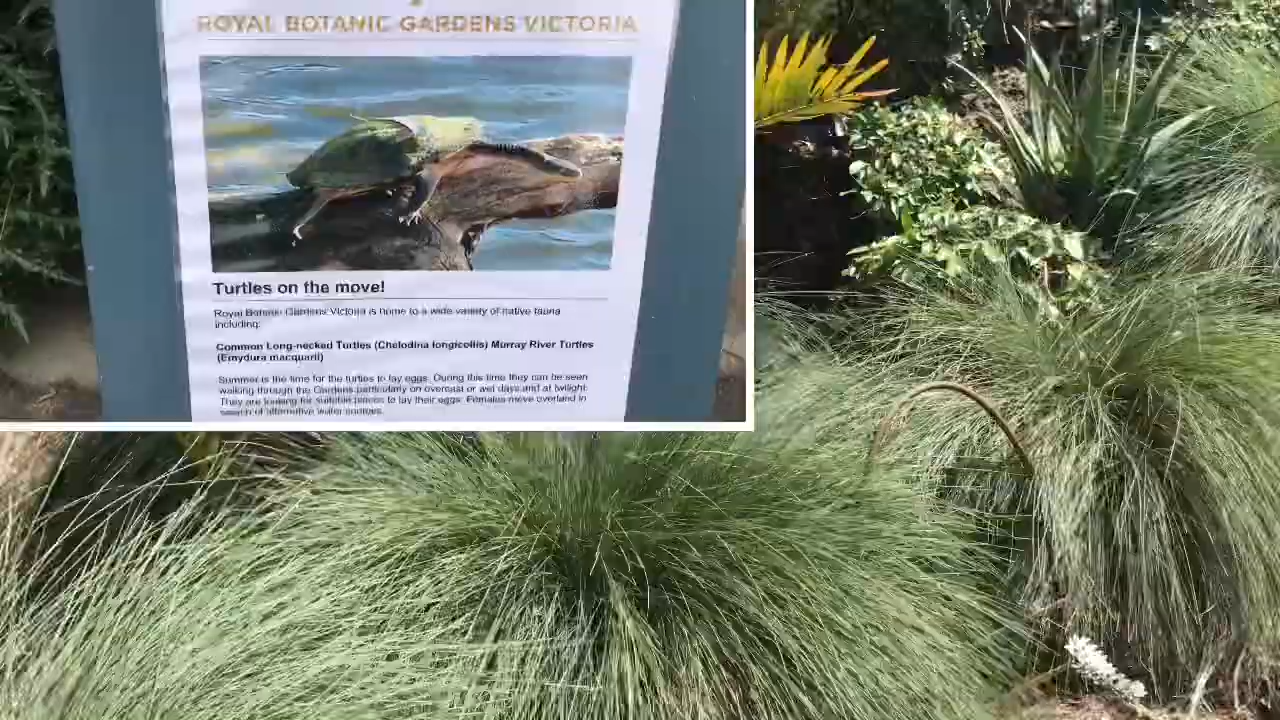 ROYAL BOTANIC GARDENS VICTORIA
Turtles on the move!
Royal Botanic Gardens Victoria is home to a wide variety of native fauna
including:
Common Long-necked Turtles (Chelodina longicollis) Murray River Turtles
(Emydura macquarii)
Summer is the time for the turtles to lay eggs. During this time they can be seen
walking through the Gardens particularly on overcast or wet days and at twilight.
They are looking for suitable places to lay their eggs. Females move overland in
search of alternative water sources.